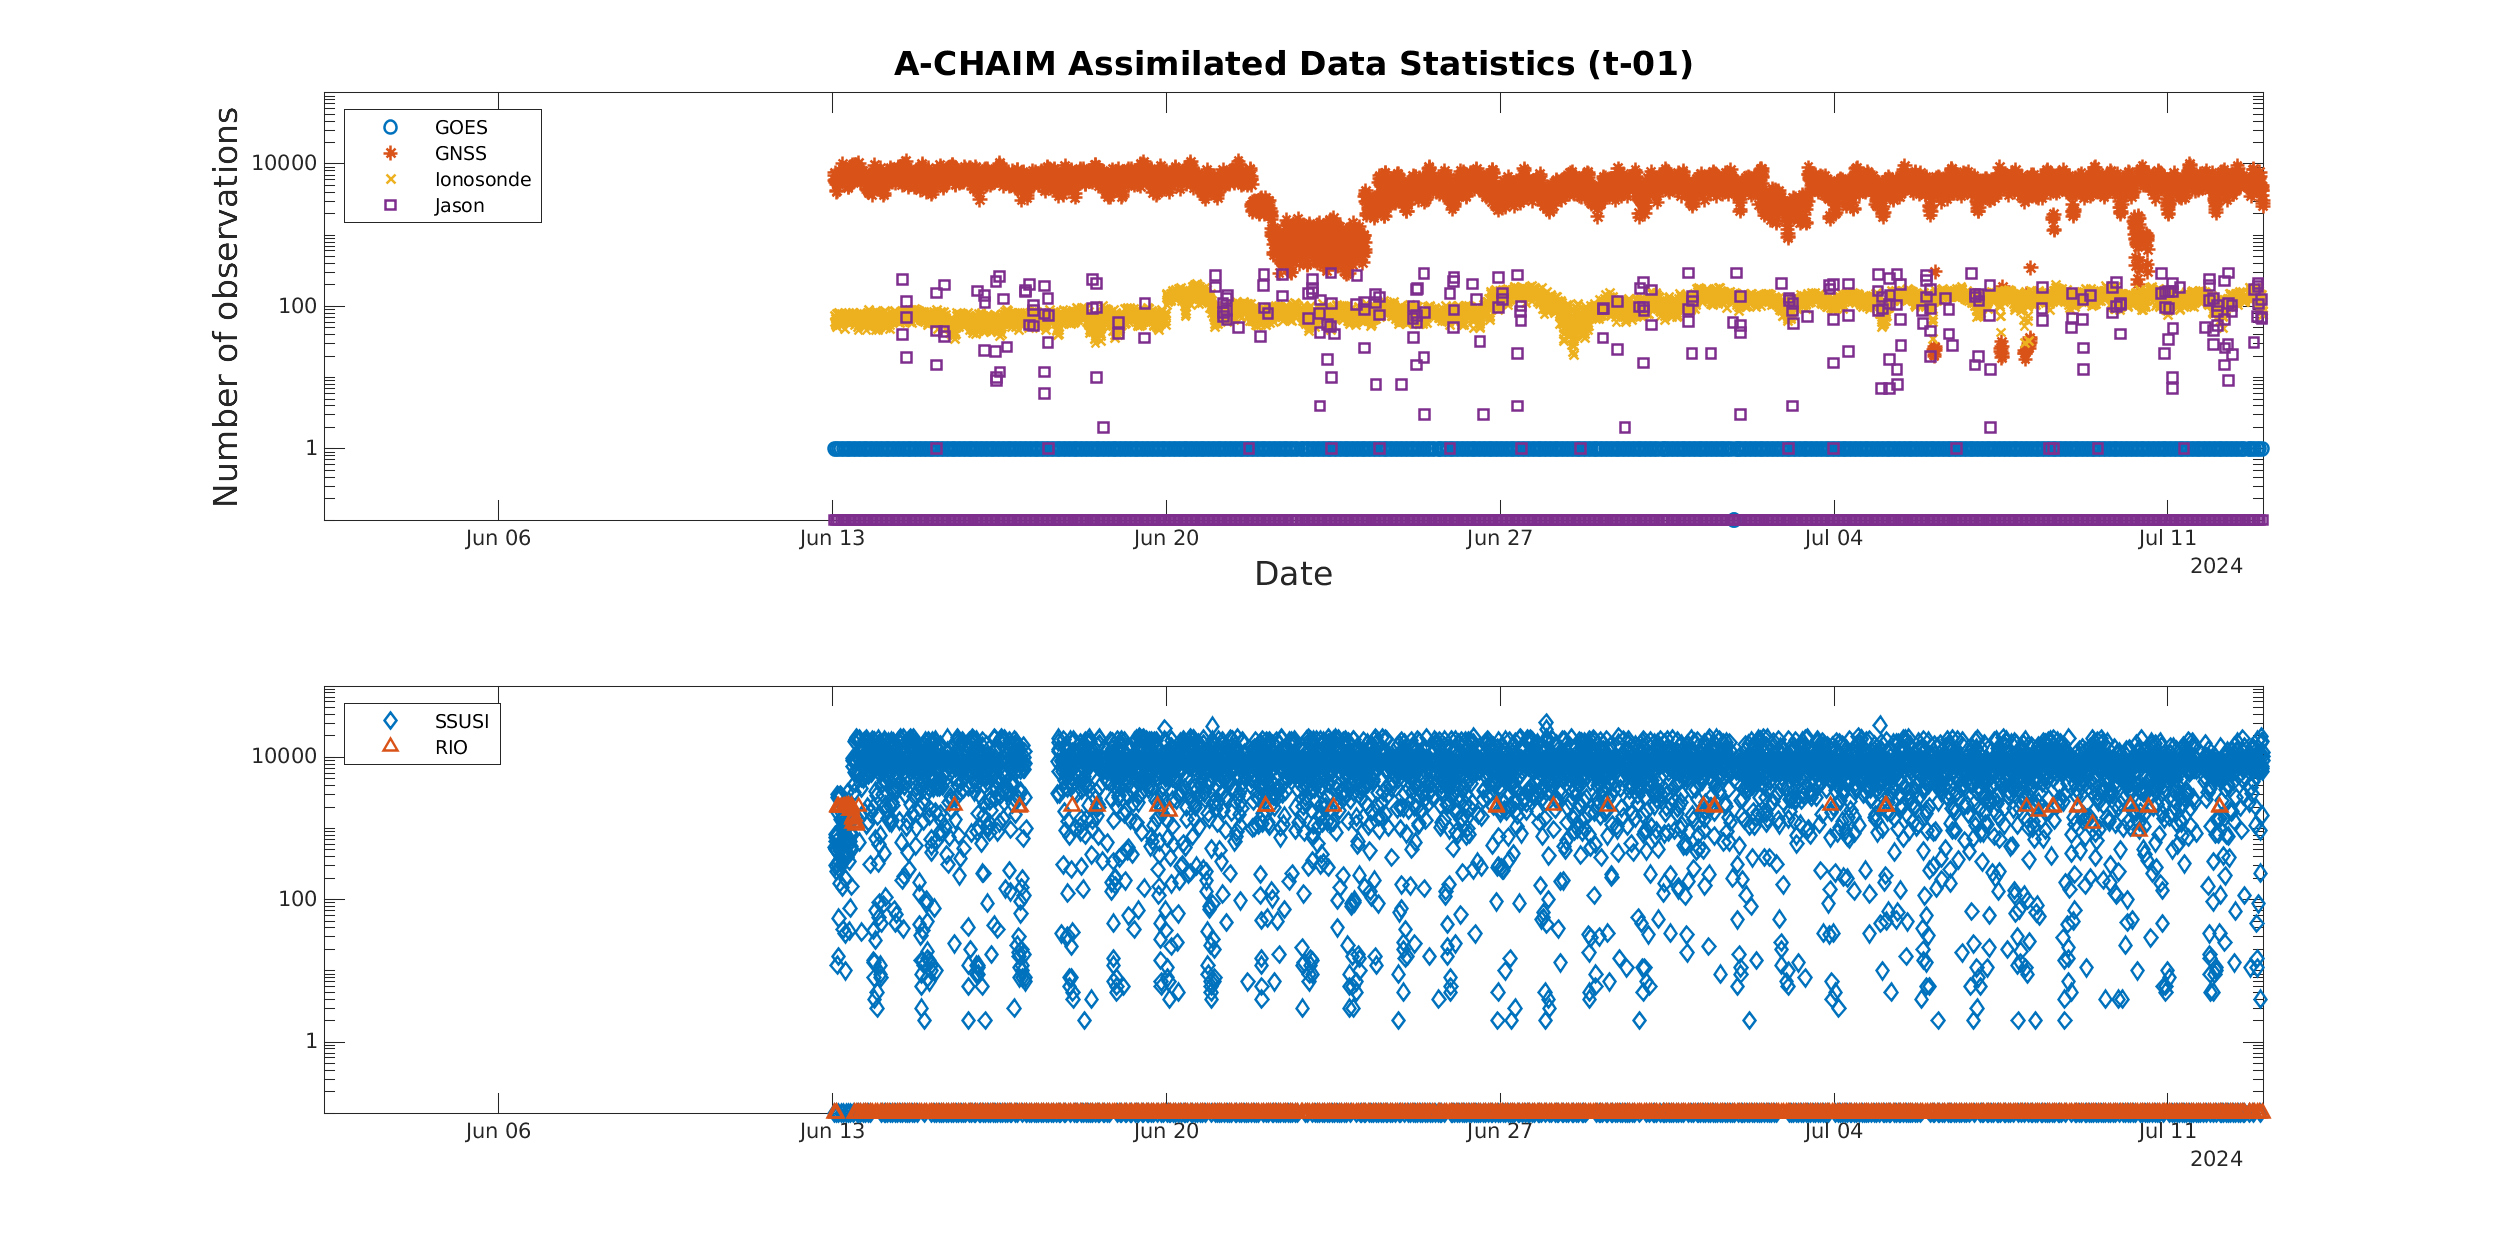 A-CHAIM Assimilated Data Statistics (t-01)
Number of observations
10000
100
1
GOES
GNSS
Ionosonde
Jason
Jun 06
Jun 13
Jun 20
Jun 27
Jul 04
Jul 11
2024
Date
10000
100
1
SSUSI
RIO
Jun 06
Jun 13
Jun 20
Jun 27
Jul 04
Jul 11
2024